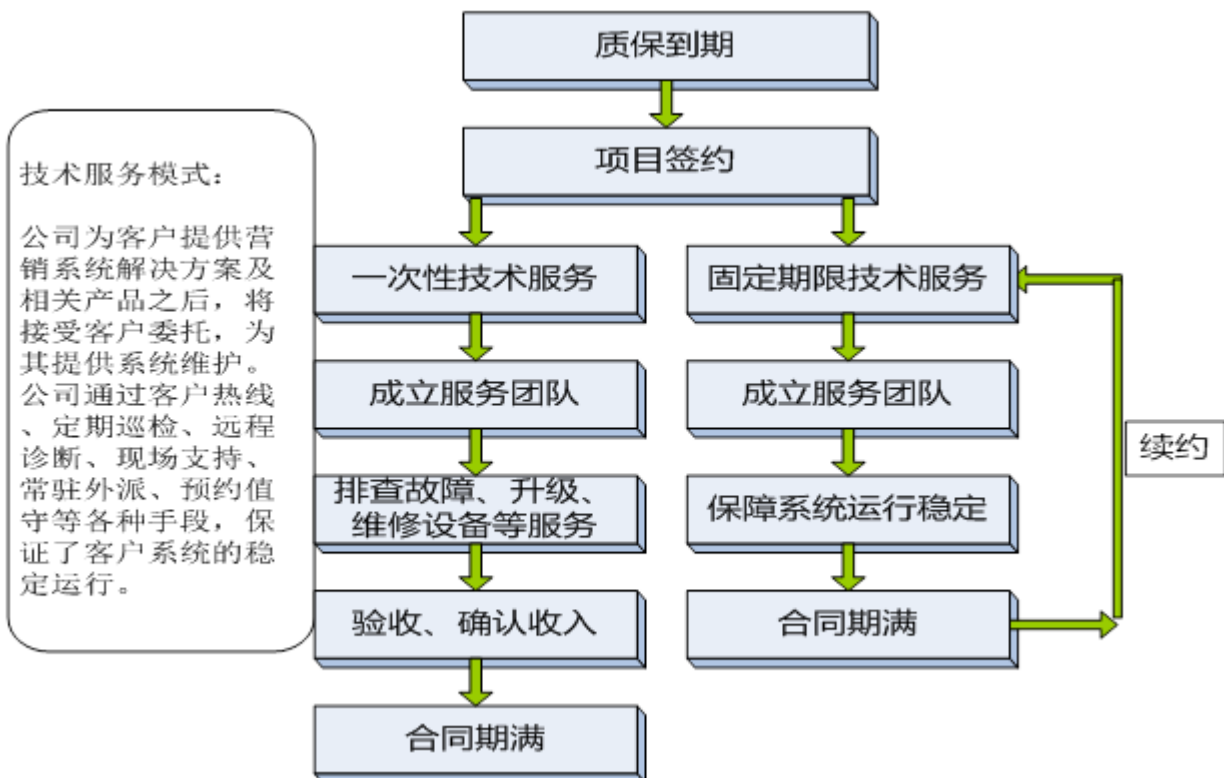 质保到期
项目签约
技术服务模式：
公司为客户提供营
销系统解决方案及
相关产品之后，将
接受客户委托，为
其提供系统维护。
公司通过客户热线
、定期巡检、远程
诊断、现场支持、
常驻外派、预约值
守等各种手段，保
证了客户系统的稳
定运行。
一次性技术服务
成立服务团队
排查故障、升级、
维修设备等服务
验收、确认收入
合同期满
固定期限技术服务
成立服务团队
保障系统运行稳定
合同期满
续约